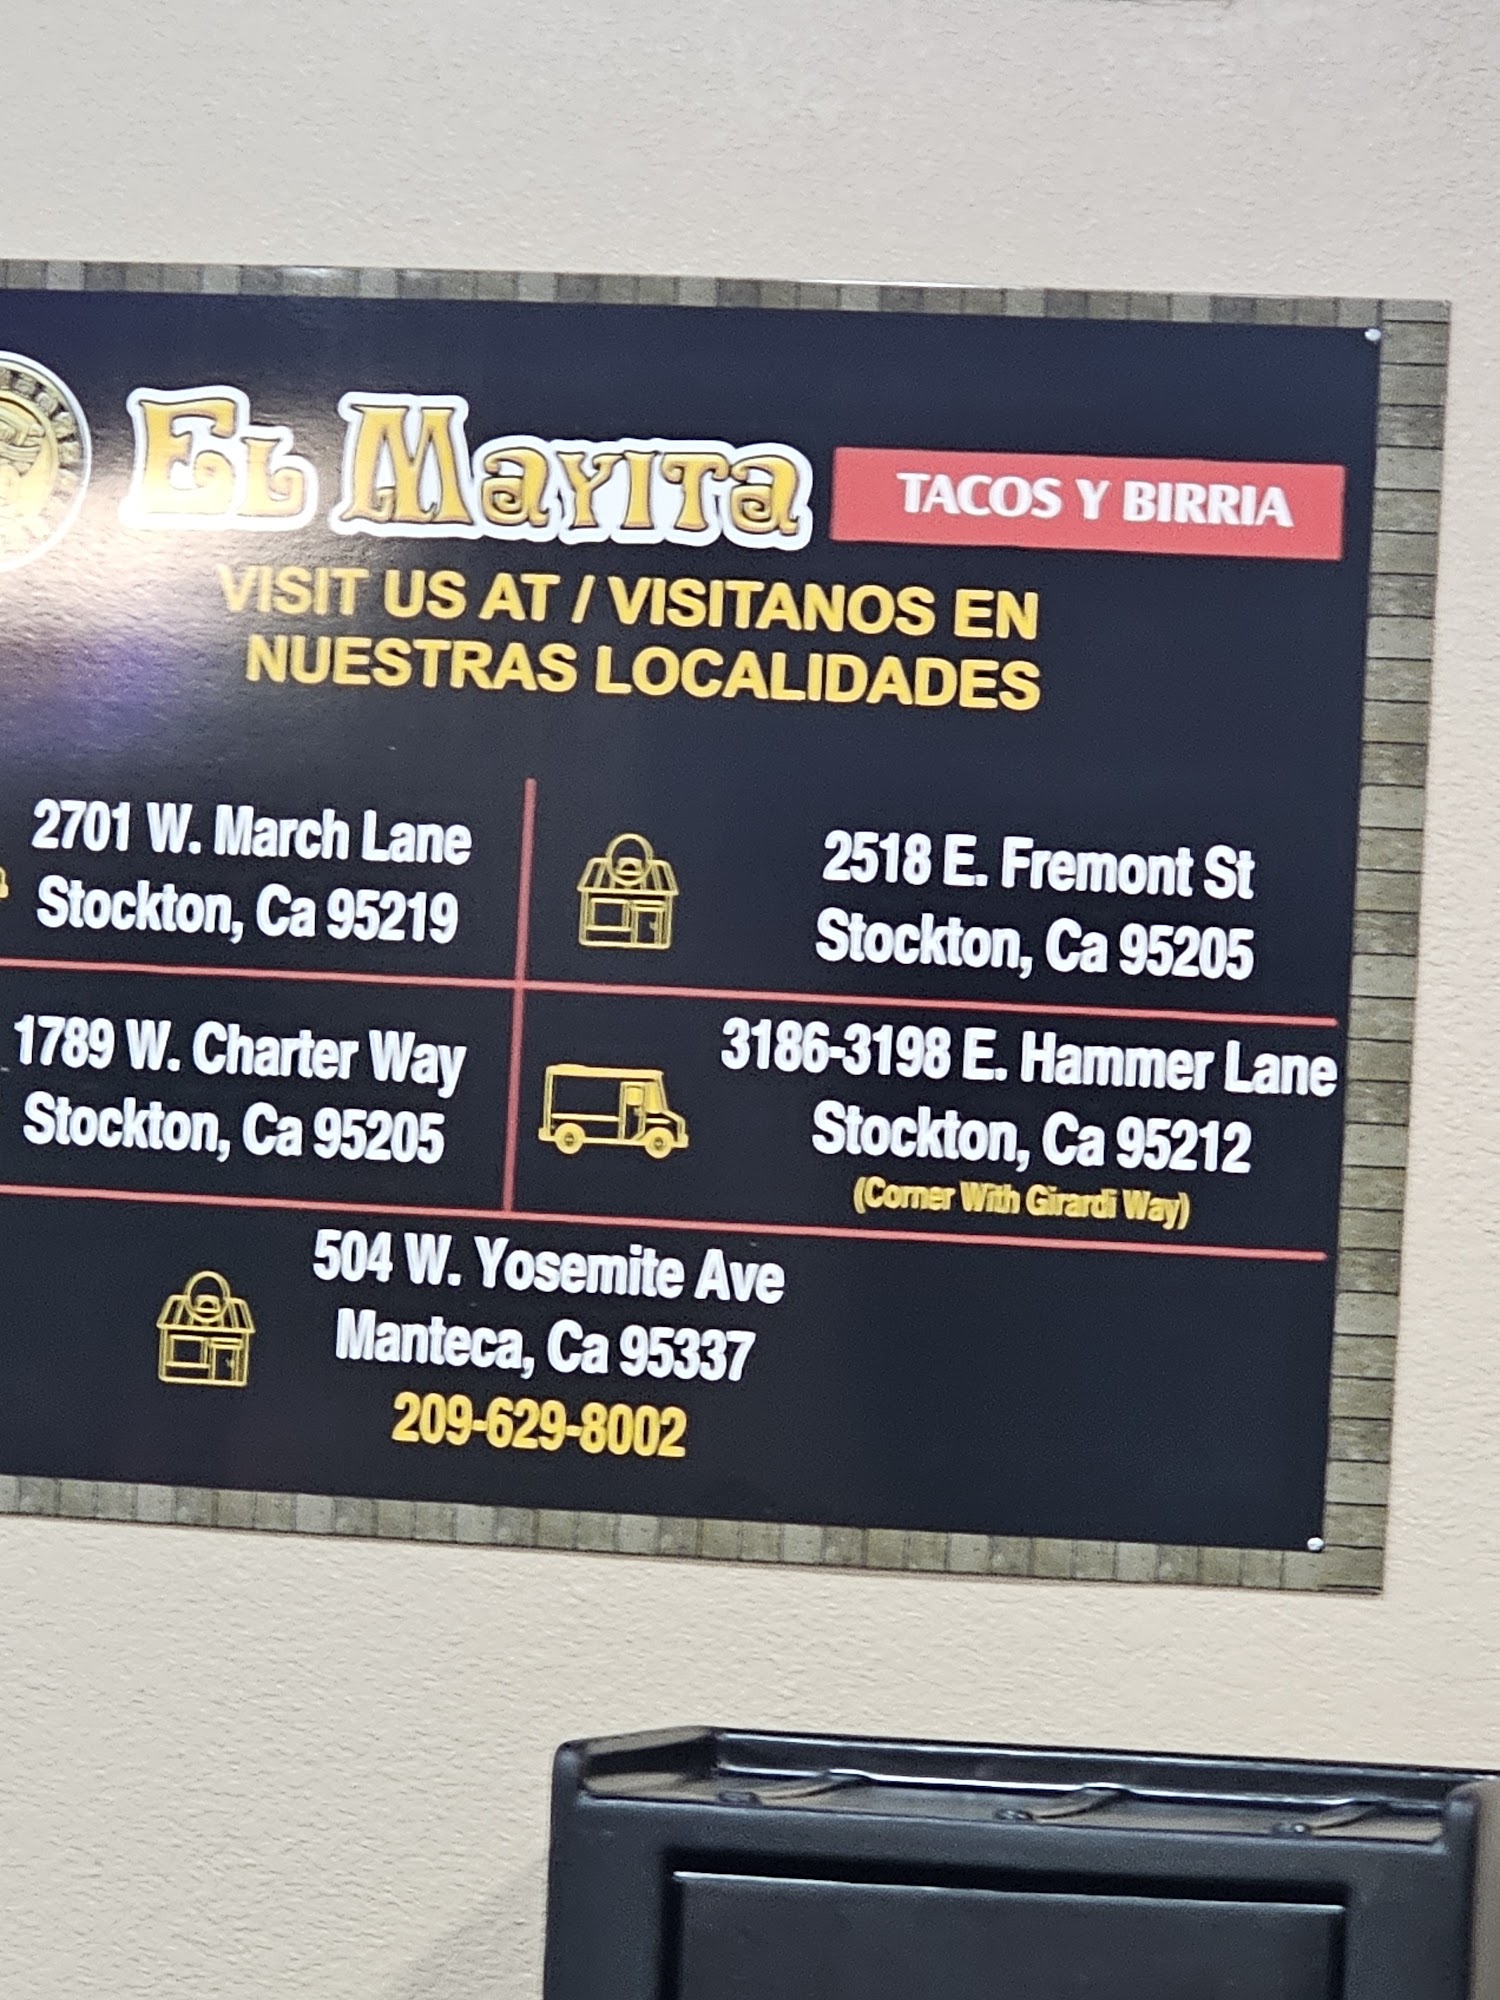 EL MAYITA
TACOS Y BIRRIA
VISIT US AT / VISITANOS EN
NUESTRAS LOCALIDADES
2701 W. March Lane
Stockton, Ca 95219
2518 E. Fremont St
Stockton, Ca 95205
1789 W. Charter Way
Stockton, Ca 95205
3186-3198 E. Hammer Lane
Stockton, Ca 95212
(Corner With Girardi Way)
504 W. Yosemite Ave
Manteca, Ca 95337
209-629-8002